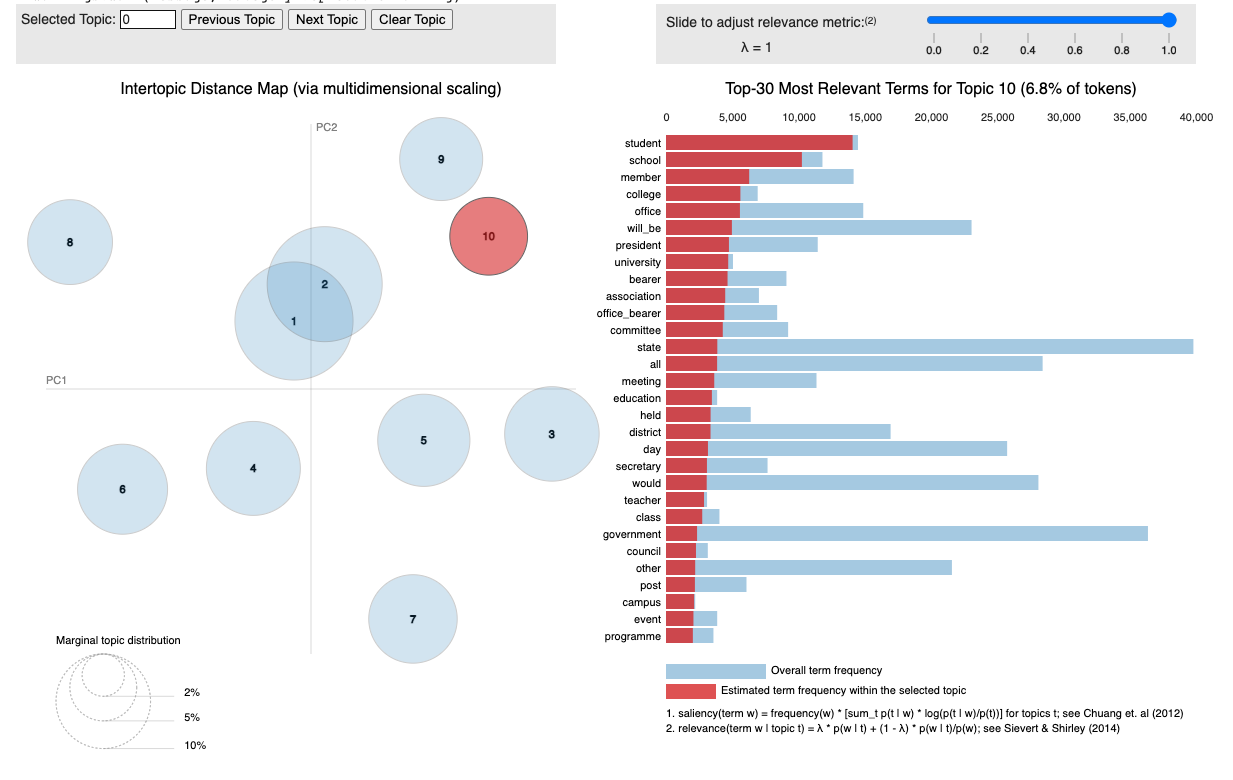 Selected Topic: 0 Previous Topic Next Topic Clear Topic
Slide to adjust relevance metric:(2)
λ = 1
0.0 0.2 0.4 0.6 0.8 1.0
Intertopic Distance Map (via multidimensional scaling)
PC2
PC1
9
8
10
2
1
5
3
4
6
7
Marginal topic distribution
2%
5%
10%
Top-30 Most Relevant Terms for Topic 10 (6.8% of tokens)
0 5,000 10,000 15,000 20,000 25,000 30,000 35,000 40,000
student
school
member
college
office
will_be
president
university
bearer
association
office_bearer
committee
state
all
meeting
education
held
district
day
secretary
would
teacher
class
government
council
other
post
campus
event
programme
Overall term frequency
Estimated term frequency within the selected topic
1. saliency(term w) = frequency(w) * [sum_t p(t | w) * log(p(t | w)/p(t))] for topics t; see Chuang et. al (2012)
2. relevance(term w | topic t) = λ * p(w | t) + (1 - λ) * p(w | t)/p(w); see Sievert & Shirley (2014)